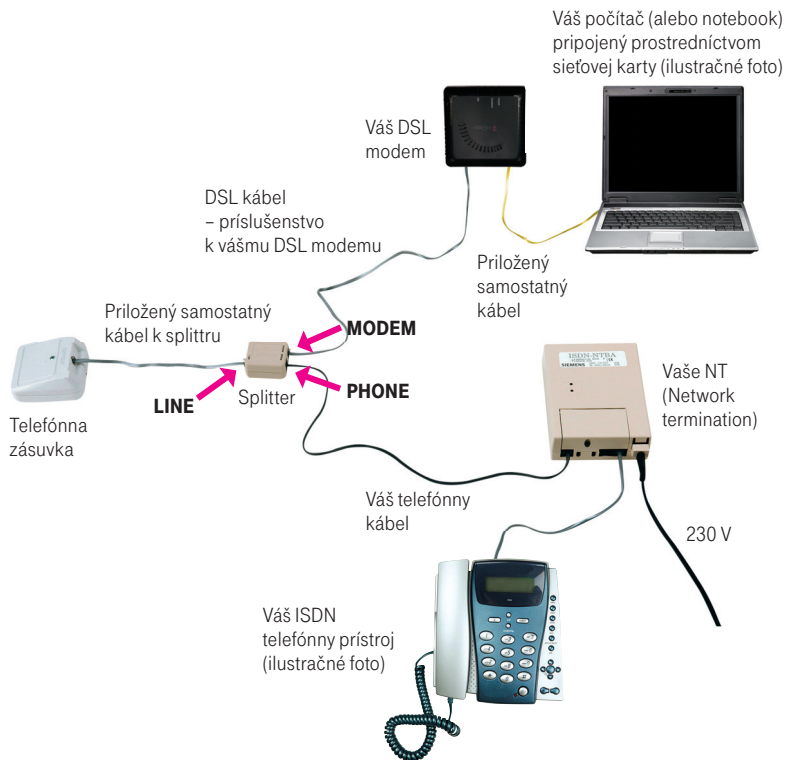 Váš počítač (alebo notebook)
pripojený prostredníctvom
sieťovej karty (ilustračné foto)
Váš DSL
modem
DSL kábel
– príslušenstvo
k vášmu DSL modemu
Priložený
samostatný
kábel
Priložený samostatný
kábel k splittru
MODEM
LINE
Splitter
PHONE
Telefónna
zásuvka
ISDN-NTBA
SIEMENS
Vaše NT
(Network
termination)
Váš telefónny
kábel
230 V
Váš ISDN
telefónny prístroj
(ilustračné foto)